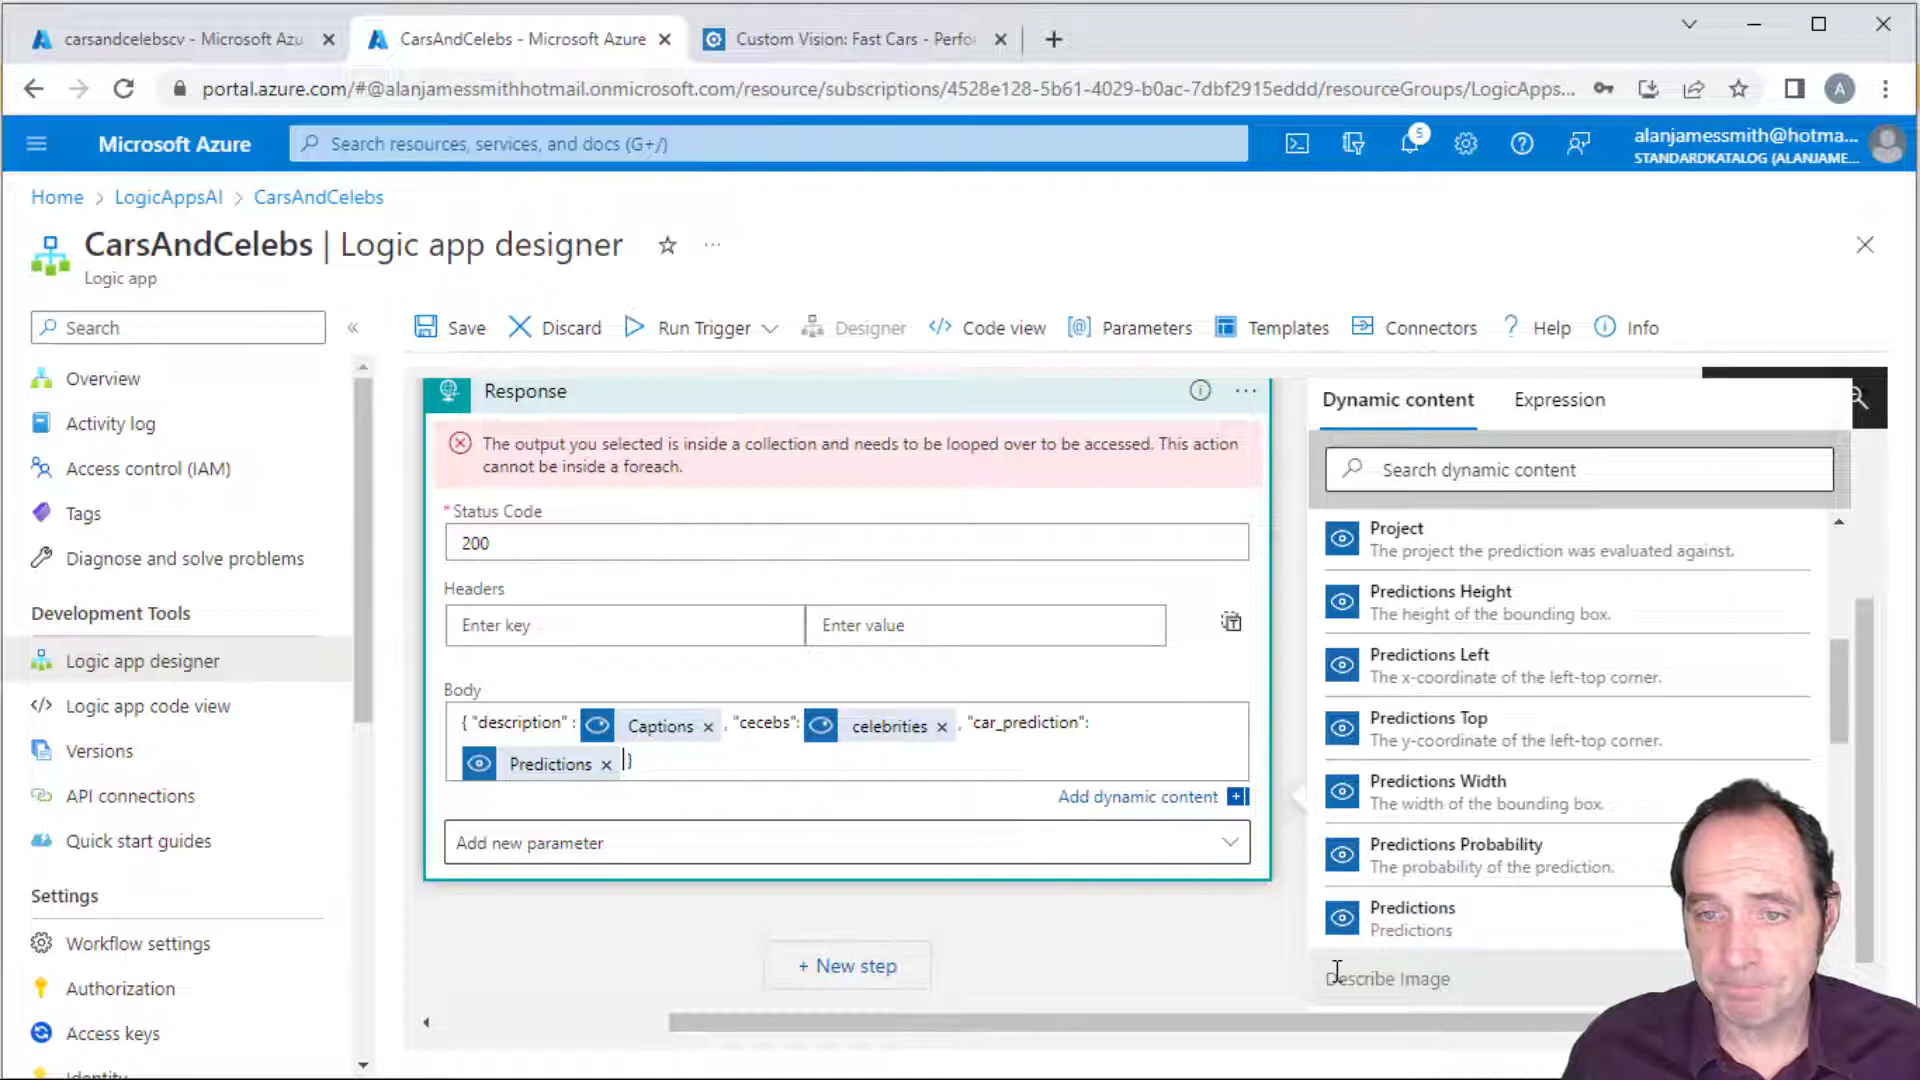 carsandcelebscv - Microsoft Azu
CarsAndCelebs - Microsoft Azure
Custom Vision: Fast Cars - Perfo
portal.azure.com/#@alanjamessmithhotmail.onmicrosoft.com/resource/subscriptions/4528e128-5b61-4029-b0ac-7dbf2915eddd/resourceGroups/LogicApps...
A
Microsoft Azure
Search resources, services, and docs (G+/)
5
alanjamessmith@hotma...
STANDARDKATALOG (ALANJAME...
Home > LogicAppsAI > CarsAndCelebs
CarsAndCelebs | Logic app designer
Logic app
Search
Save
Discard
Run Trigger
Designer
Code view
Parameters
Templates
Connectors
Help
Info
Overview
Activity log
Access control (IAM)
Tags
Diagnose and solve problems
Development Tools
Logic app designer
Logic app code view
Versions
API connections
Quick start guides
Settings
Workflow settings
Authorization
Access keys
Identity
Response
The output you selected is inside a collection and needs to be looped over to be accessed. This action
cannot be inside a foreach.
* Status Code
200
Headers
Enter key
Enter value
Body
{ "description" : Captions × , "cecebs": celebrities × , "car_prediction":
Predictions × }
Add dynamic content
Add new parameter
+ New step
Dynamic content
Expression
Search dynamic content
Project
The project the prediction was evaluated against.
Predictions Height
The height of the bounding box.
Predictions Left
The x-coordinate of the left-top corner.
Predictions Top
The y-coordinate of the left-top corner.
Predictions Width
The width of the bounding box.
Predictions Probability
The probability of the prediction.
Predictions
Predictions
Describe Image